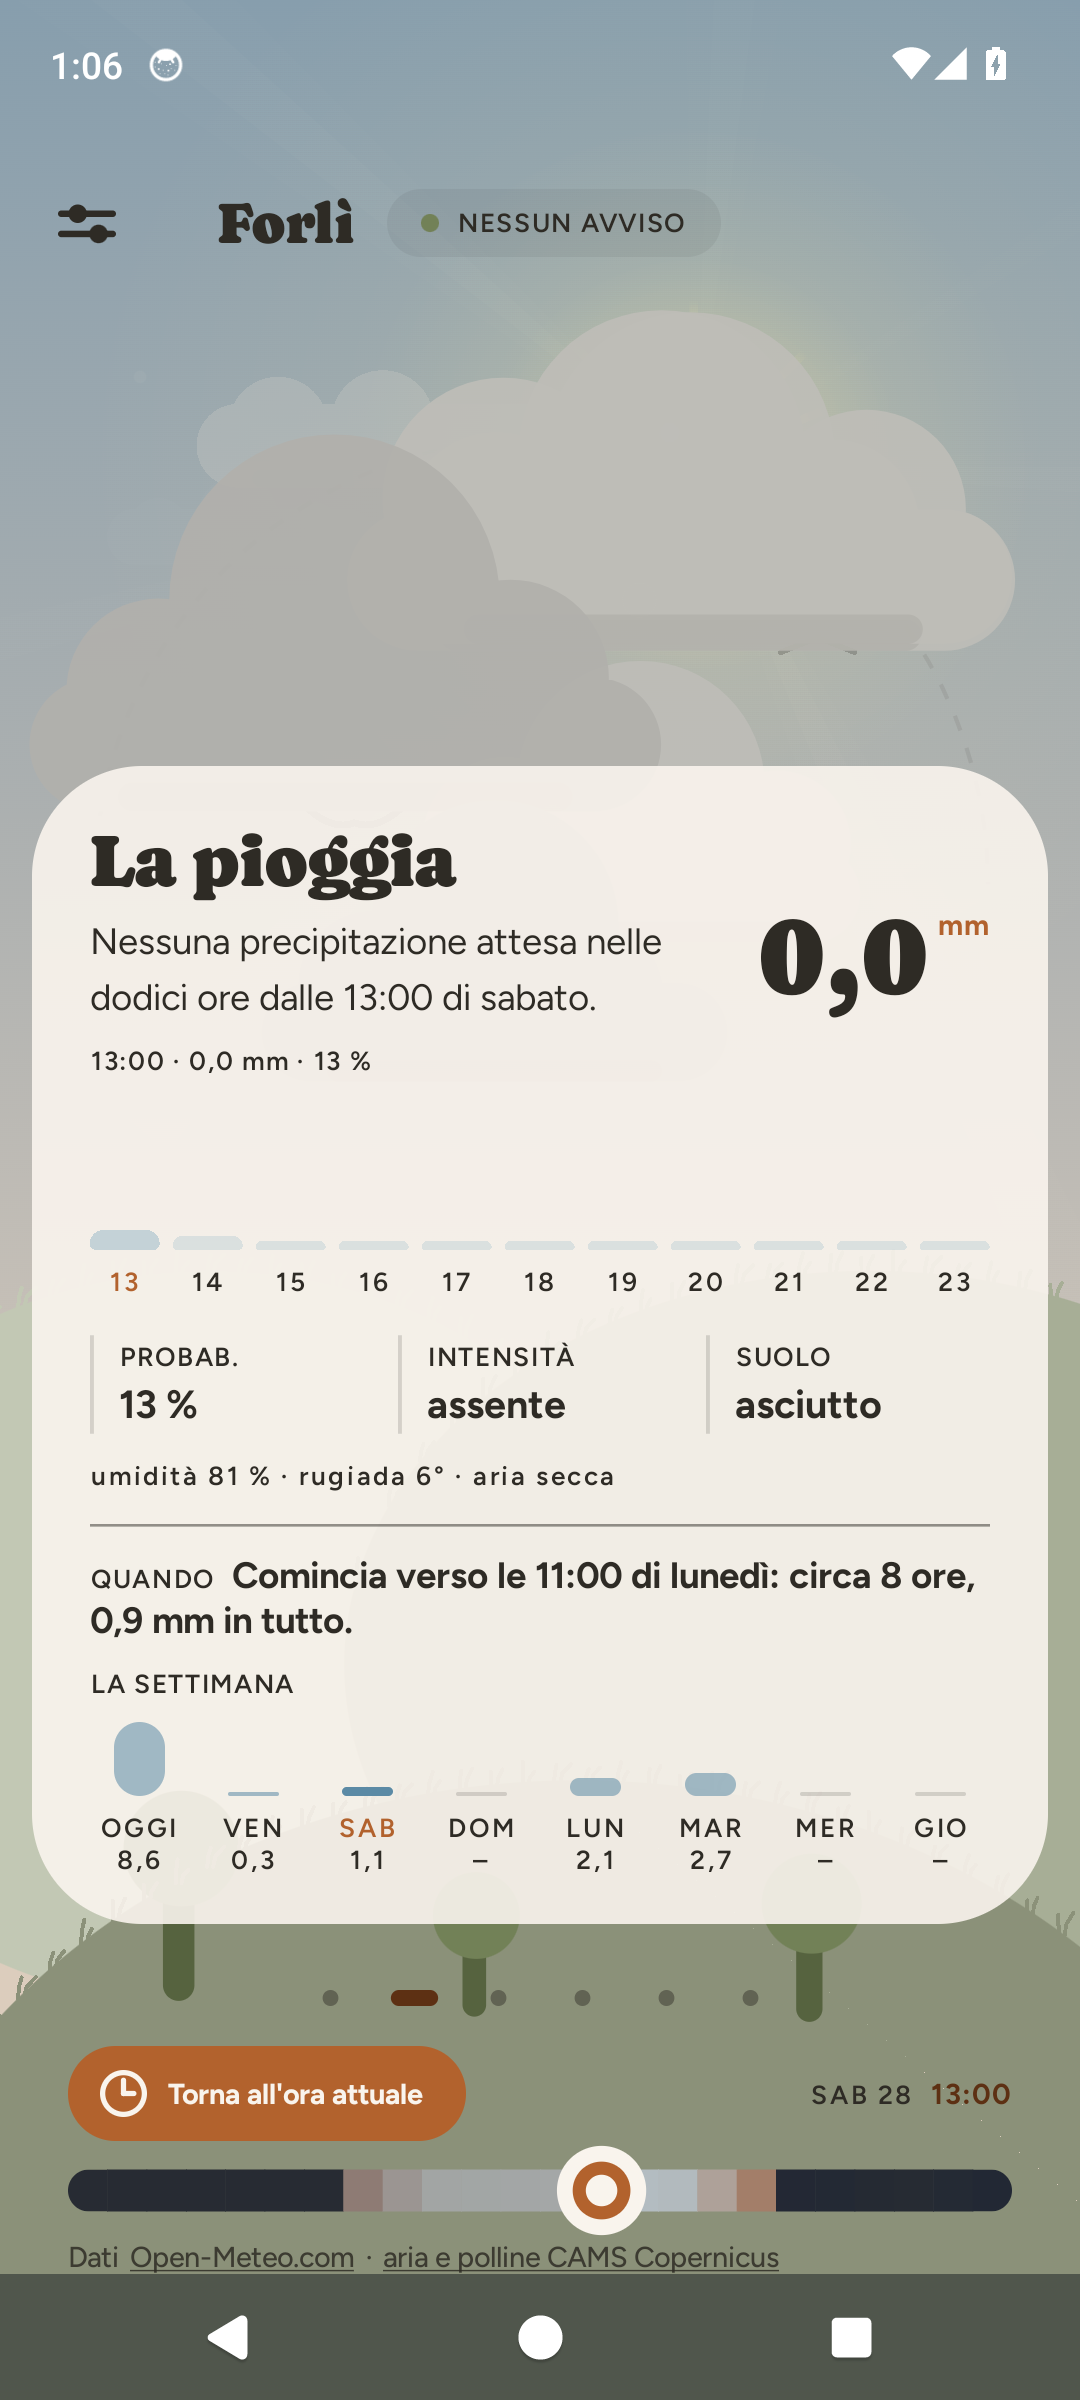 1:06
Forlì
NESSUN AVVISO
La pioggia
Nessuna precipitazione attesa nelle
dodici ore dalle 13:00 di sabato.
0,0 mm
13:00 · 0,0 mm · 13 %
13 14 15 16 17 18 19 20 21 22 23
PROBAB. INTENSITÀ SUOLO
13 % assente asciutto
umidità 81 % · rugiada 6° · aria secca
QUANDO Comincia verso le 11:00 di lunedì: circa 8 ore,
0,9 mm in tutto.
LA SETTIMANA
OGGI VEN SAB DOM LUN MAR MER GIO
8,6 0,3 1,1 – 2,1 2,7 – –
Torna all'ora attuale
SAB 28 13:00
Dati Open-Meteo.com · aria e polline CAMS Copernicus